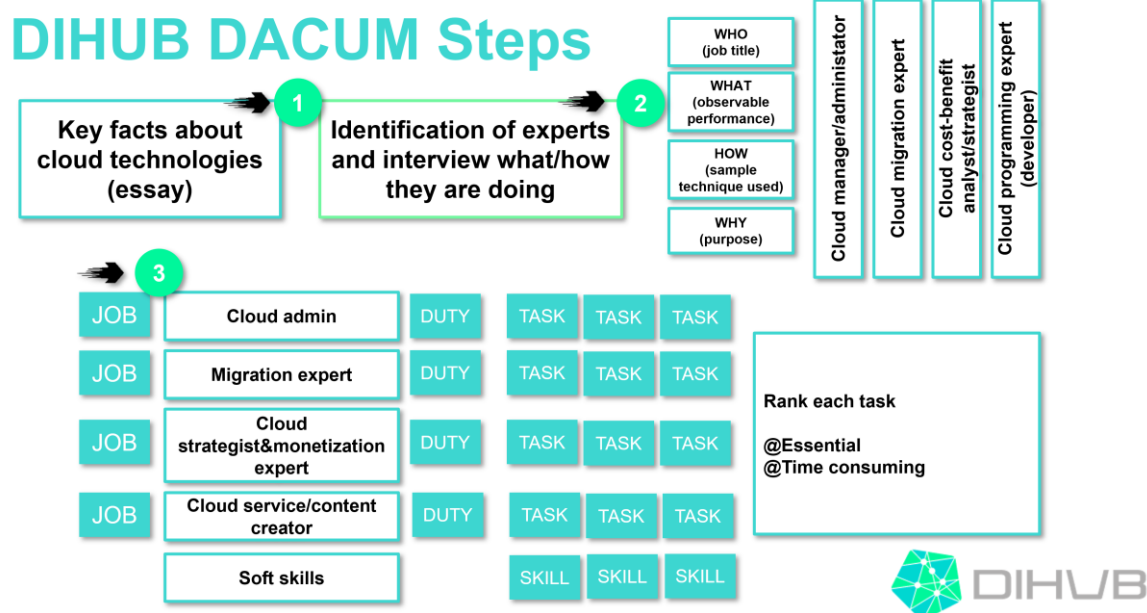 DIHUB DACUM Steps
1
Key facts about
cloud technologies
(essay)
2
Identification of experts
and interview what/how
they are doing
WHO
(job title)
WHAT
(observable
performance)
HOW
(sample
technique used)
WHY
(purpose)
Cloud manager/administator
Cloud migration expert
Cloud cost-benefit
analyst/strategist
Cloud programming expert
(developer)
3
JOB
Cloud admin
DUTY
TASK
TASK
TASK
JOB
Migration expert
DUTY
TASK
TASK
TASK
JOB
Cloud
strategist&monetization
expert
DUTY
TASK
TASK
TASK
JOB
Cloud service/content
creator
DUTY
TASK
TASK
TASK
Soft skills
SKILL
SKILL
SKILL
Rank each task
@Essential
@Time consuming
DIHUB